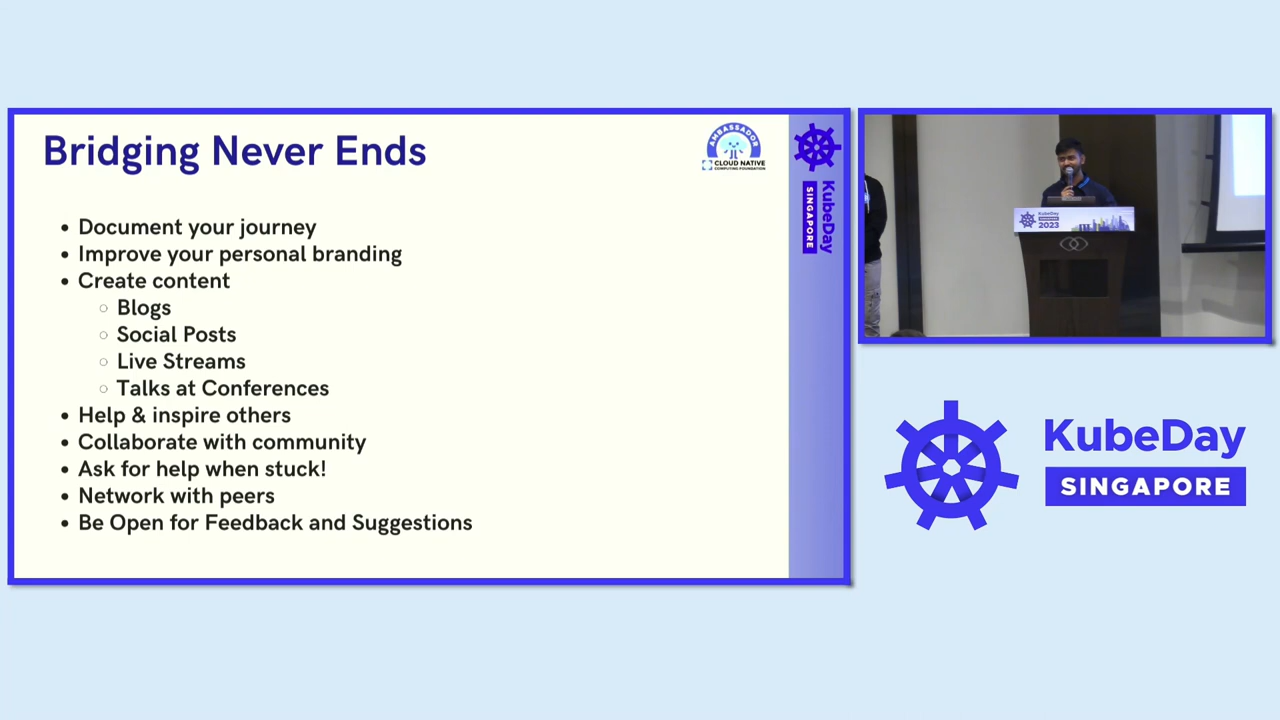 Bridging Never Ends
AMBASSADOR
CLOUD NATIVE
COMPUTING FOUNDATION
Document your journey
Improve your personal branding
Create content
Blogs
Social Posts
Live Streams
Talks at Conferences
Help & inspire others
Collaborate with community
Ask for help when stuck!
Network with peers
Be Open for Feedback and Suggestions
KubeDay
SINGAPORE
KubeDay
SINGAPORE
2023
KubeDay
SINGAPORE